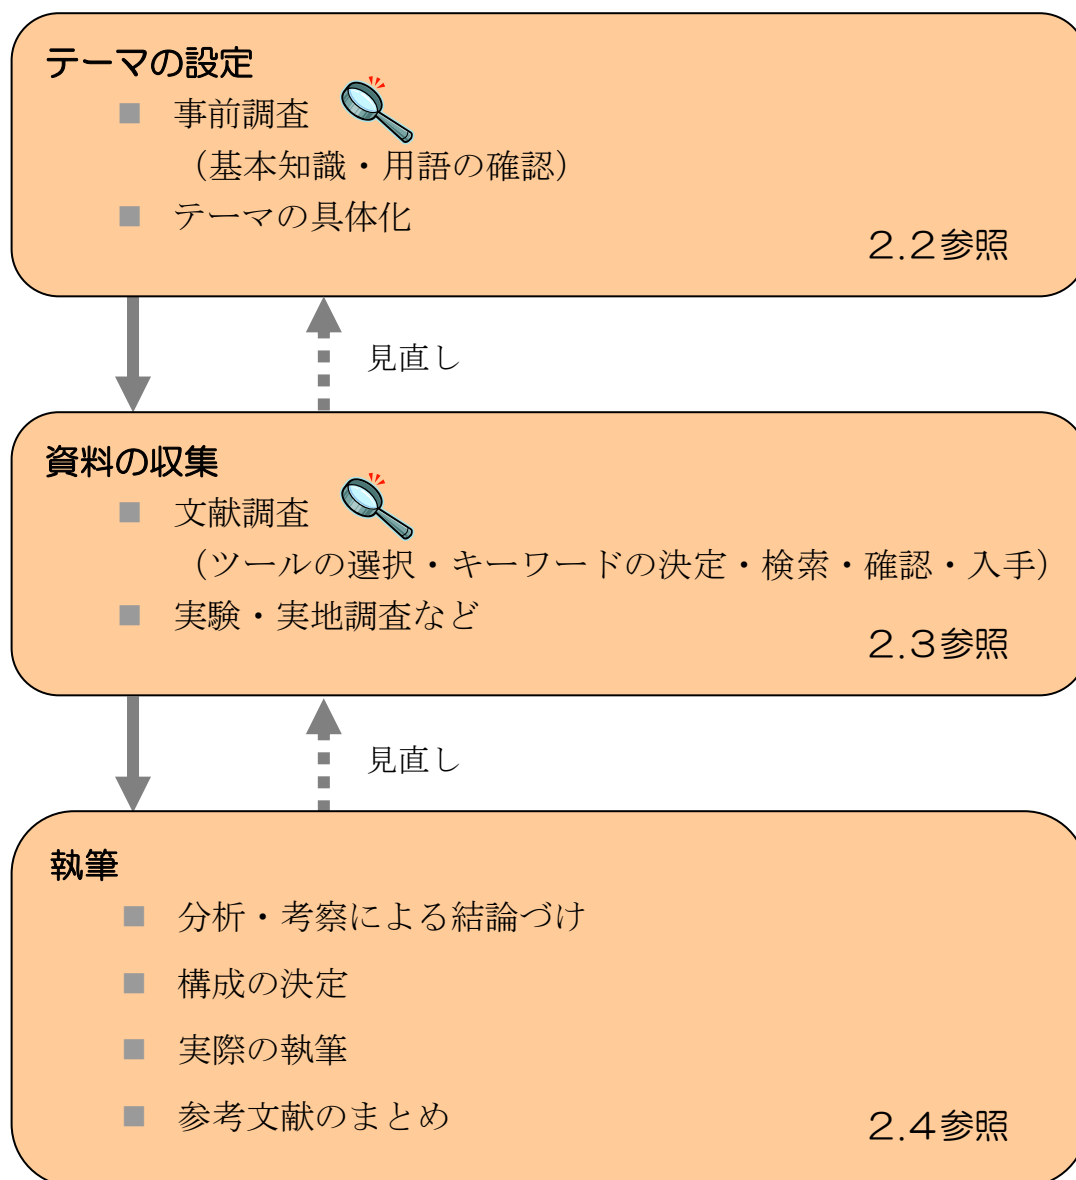 テーマの設定
■ 事前調査
（基本知識・用語の確認）
■ テーマの具体化
2.2参照
見直し
資料の収集
■ 文献調査
（ツールの選択・キーワードの決定・検索・確認・入手）
■ 実験・実地調査など
2.3参照
見直し
執筆
■ 分析・考察による結論づけ
■ 構成の決定
■ 実際の執筆
■ 参考文献のまとめ
2.4参照